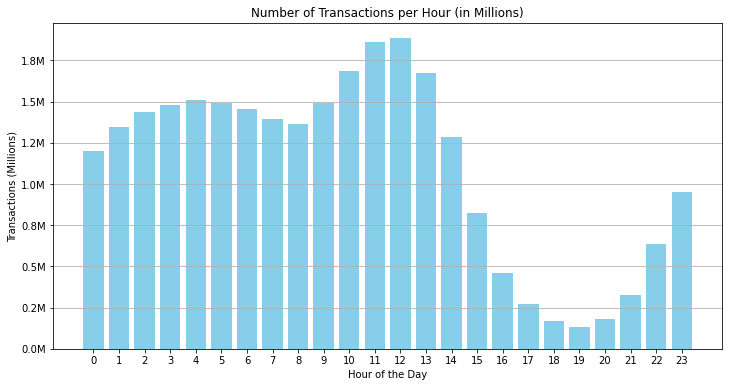 Number of Transactions per Hour (in Millions)
Transactions (Millions)
1.8M
1.5M
1.2M
1.0M
0.8M
0.5M
0.2M
0.0M
0 1 2 3 4 5 6 7 8 9 10 11 12 13 14 15 16 17 18 19 20 21 22 23
Hour of the Day